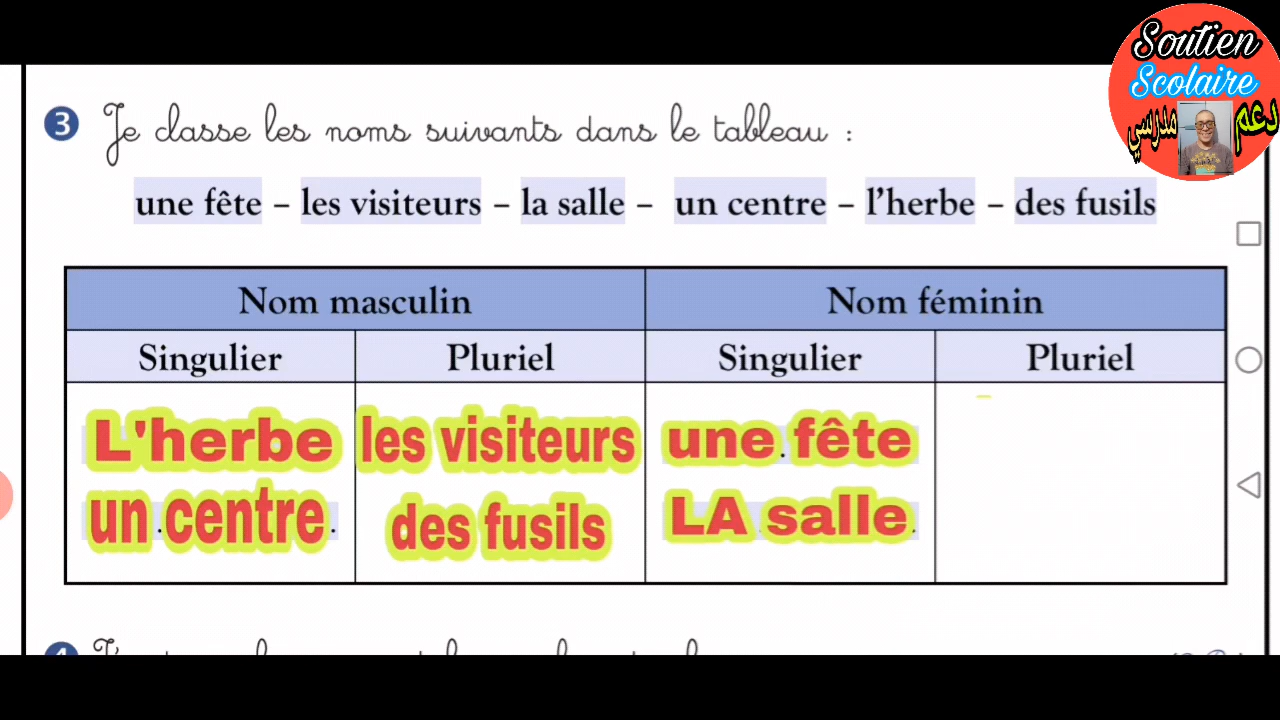 Soutien
Scolaire
دعم مدرسي
3 Je classe les noms suivants dans le tableau :
une fête – les visiteurs – la salle – un centre – l'herbe – des fusils
Nom masculin Nom féminin
Singulier Pluriel Singulier Pluriel
L'herbe les visiteurs une fête
un centre des fusils LA salle